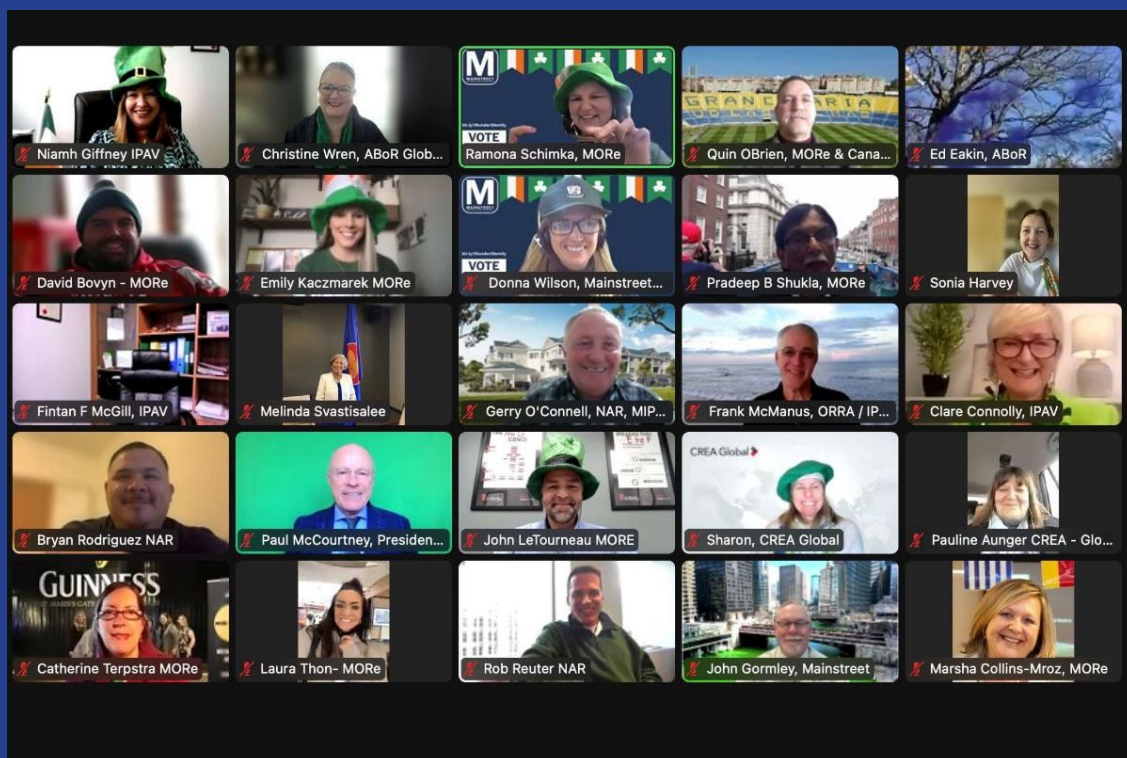 M
MAINSTREET
GRAN CANARIA
VOTE
Niamh Giffney IPAV
Christine Wren, ABoR Glob...
Ramona Schimka, MORe
Quin OBrien, MORe & Cana...
Ed Eakin, ABoR
M
MAINSTREET
VOTE
David Bovyn - MORe
Emily Kaczmarek MORe
Donna Wilson, Mainstreet...
Pradeep B Shukla, MORe
Sonia Harvey
Fintan F McGill, IPAV
Melinda Svastisalee
Gerry O'Connell, NAR, MIP...
Frank McManus, ORRA / IP...
Clare Connolly, IPAV
CREA Global
Bryan Rodriguez NAR
Paul McCourtney, Presiden...
John LeTourneau MORE
Sharon, CREA Global
Pauline Aunger CREA - Glo...
GUINNESS
ST. JAMES'S GATE
Catherine Terpstra MORe
Laura Thon- MORe
Rob Reuter NAR
John Gormley, Mainstreet
Marsha Collins-Mroz, MORe